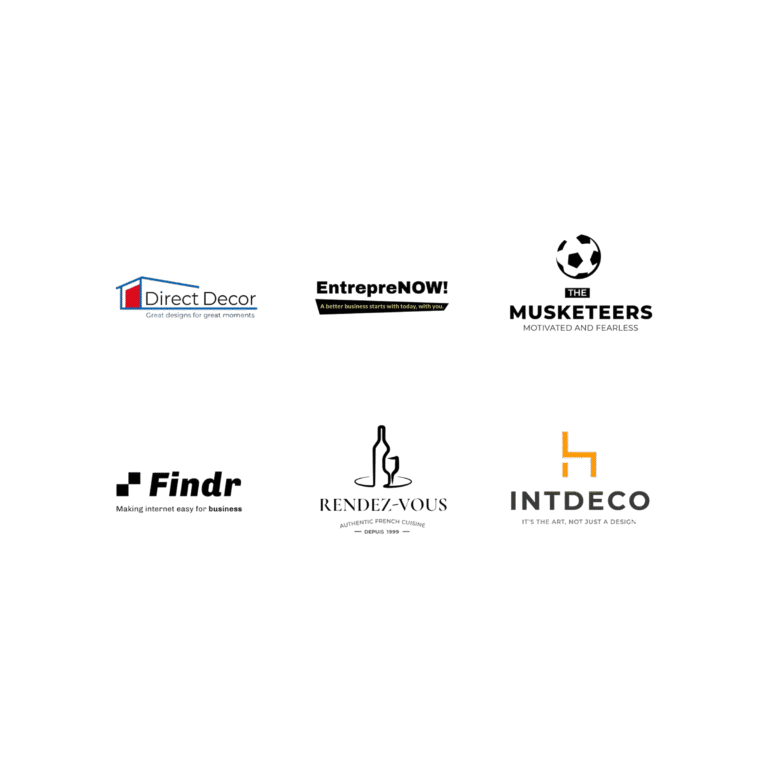 Direct Decor
Great designs for great moments
EntrepreNOW!
A better business starts with today, with you.
THE
MUSKETEERS
MOTIVATED AND FEARLESS
Findr
Making internet easy for business
RENDEZ-VOUS
AUTHENTIC FRENCH CUISINE
DEPUIS 1999
INTDECO
IT'S THE ART, NOT JUST A DESIGN